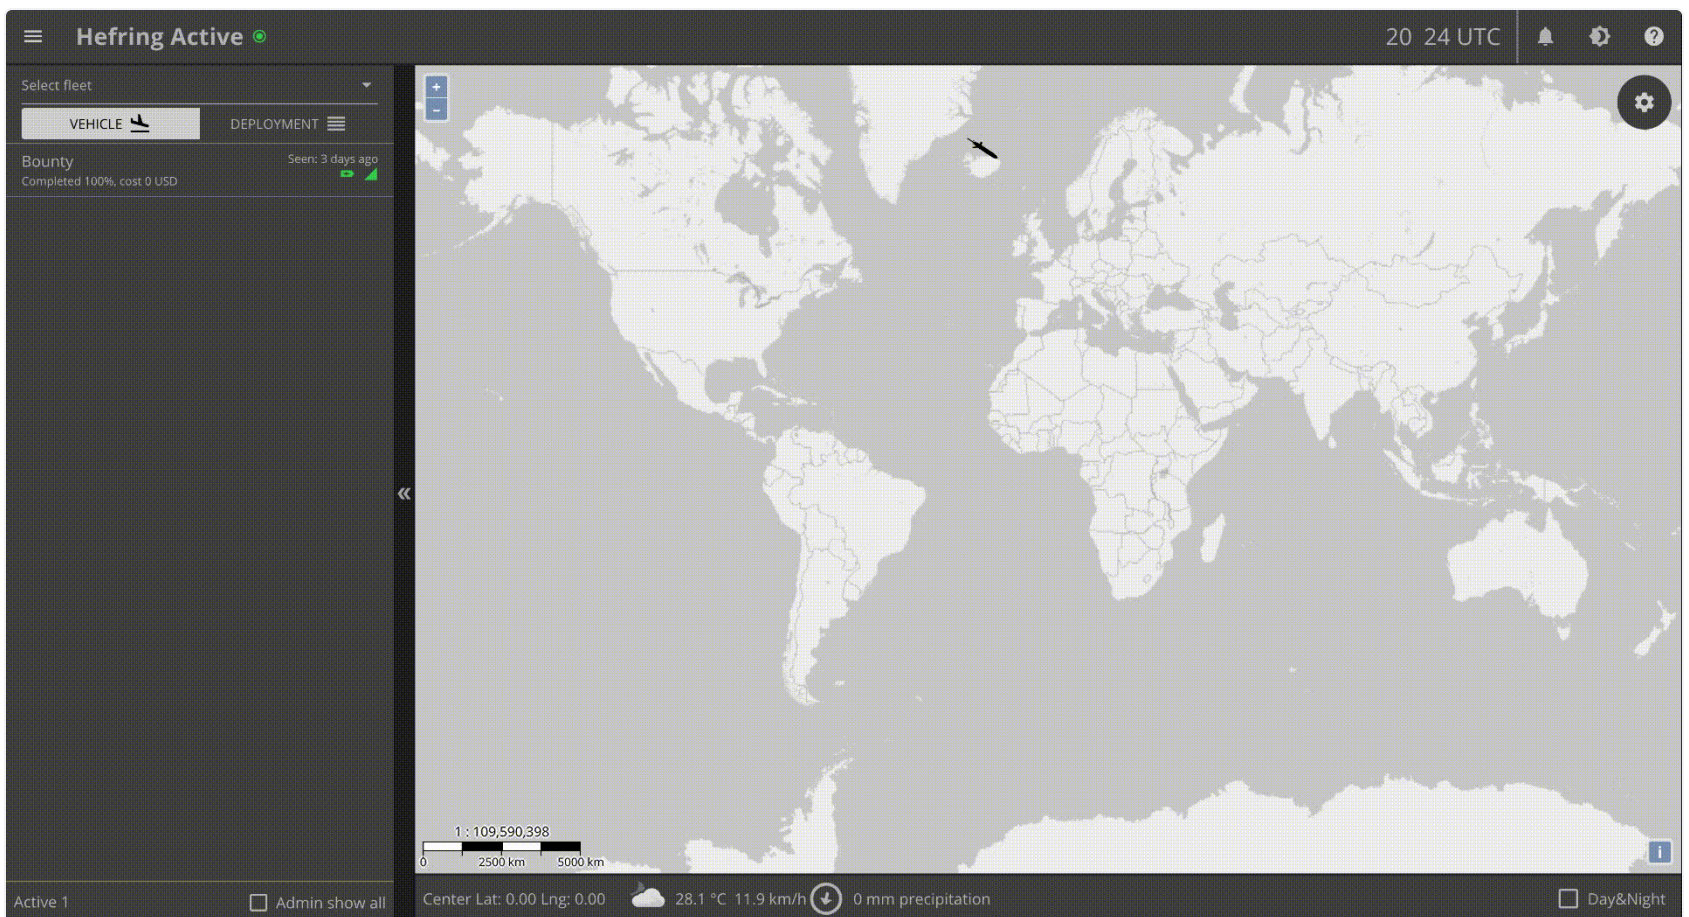 Hefring Active
20 24 UTC
Select fleet
VEHICLE
DEPLOYMENT
Bounty
Seen: 3 days ago
Completed 100%, cost 0 USD
+
-
«
1 : 109,590,398
0 2500 km 5000 km
i
Active 1
Admin show all
Center Lat: 0.00 Lng: 0.00
28.1 °C 11.9 km/h
0 mm precipitation
Day&Night